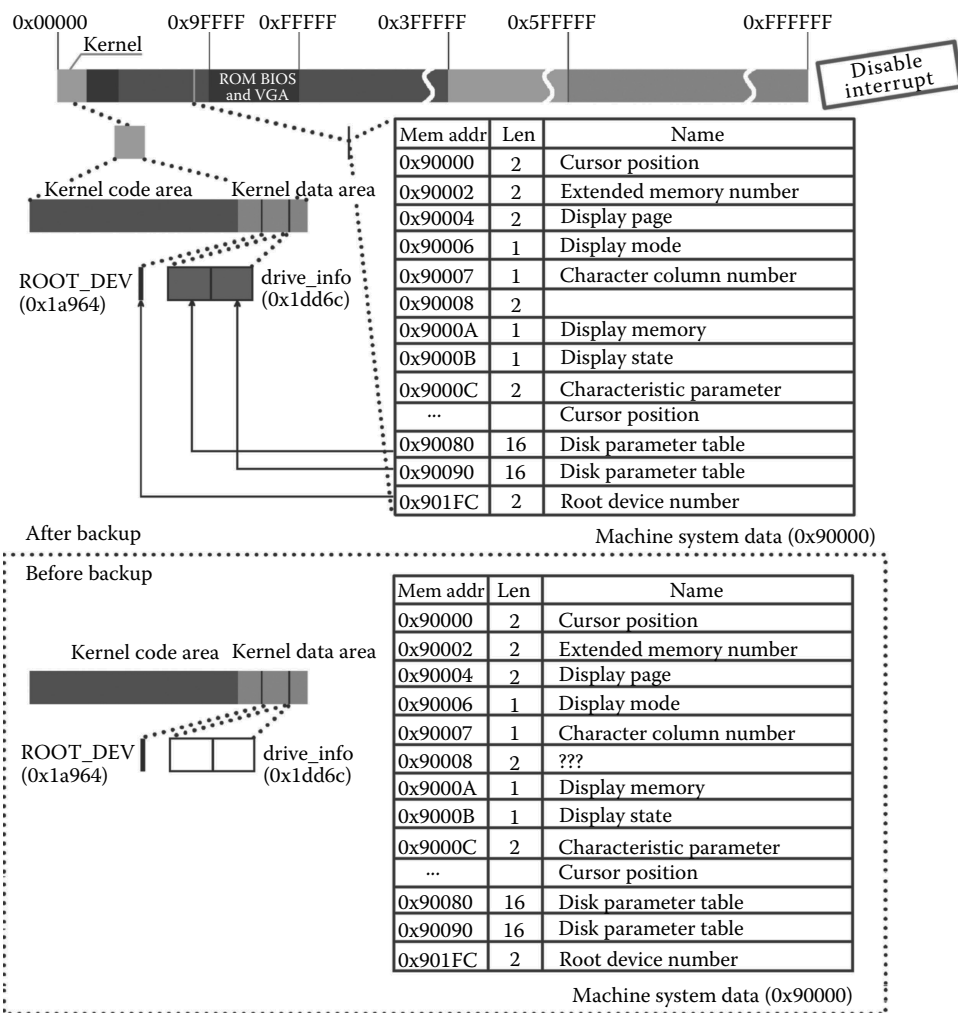 0x00000 0x9FFFF 0xFFFFF 0x3FFFFF 0x5FFFFF 0xFFFFFF
Kernel
ROM BIOS
and VGA
Disable
interrupt
Kernel code area Kernel data area
ROOT_DEV
(0x1a964)
drive_info
(0x1dd6c)
Mem addr Len Name
0x90000 2 Cursor position
0x90002 2 Extended memory number
0x90004 2 Display page
0x90006 1 Display mode
0x90007 1 Character column number
0x90008 2
0x9000A 1 Display memory
0x9000B 1 Display state
0x9000C 2 Characteristic parameter
... Cursor position
0x90080 16 Disk parameter table
0x90090 16 Disk parameter table
0x901FC 2 Root device number
After backup
Machine system data (0x90000)
Before backup
Kernel code area Kernel data area
ROOT_DEV
(0x1a964)
drive_info
(0x1dd6c)
Mem addr Len Name
0x90000 2 Cursor position
0x90002 2 Extended memory number
0x90004 2 Display page
0x90006 1 Display mode
0x90007 1 Character column number
0x90008 2 ???
0x9000A 1 Display memory
0x9000B 1 Display state
0x9000C 2 Characteristic parameter
... Cursor position
0x90080 16 Disk parameter table
0x90090 16 Disk parameter table
0x901FC 2 Root device number
Machine system data (0x90000)